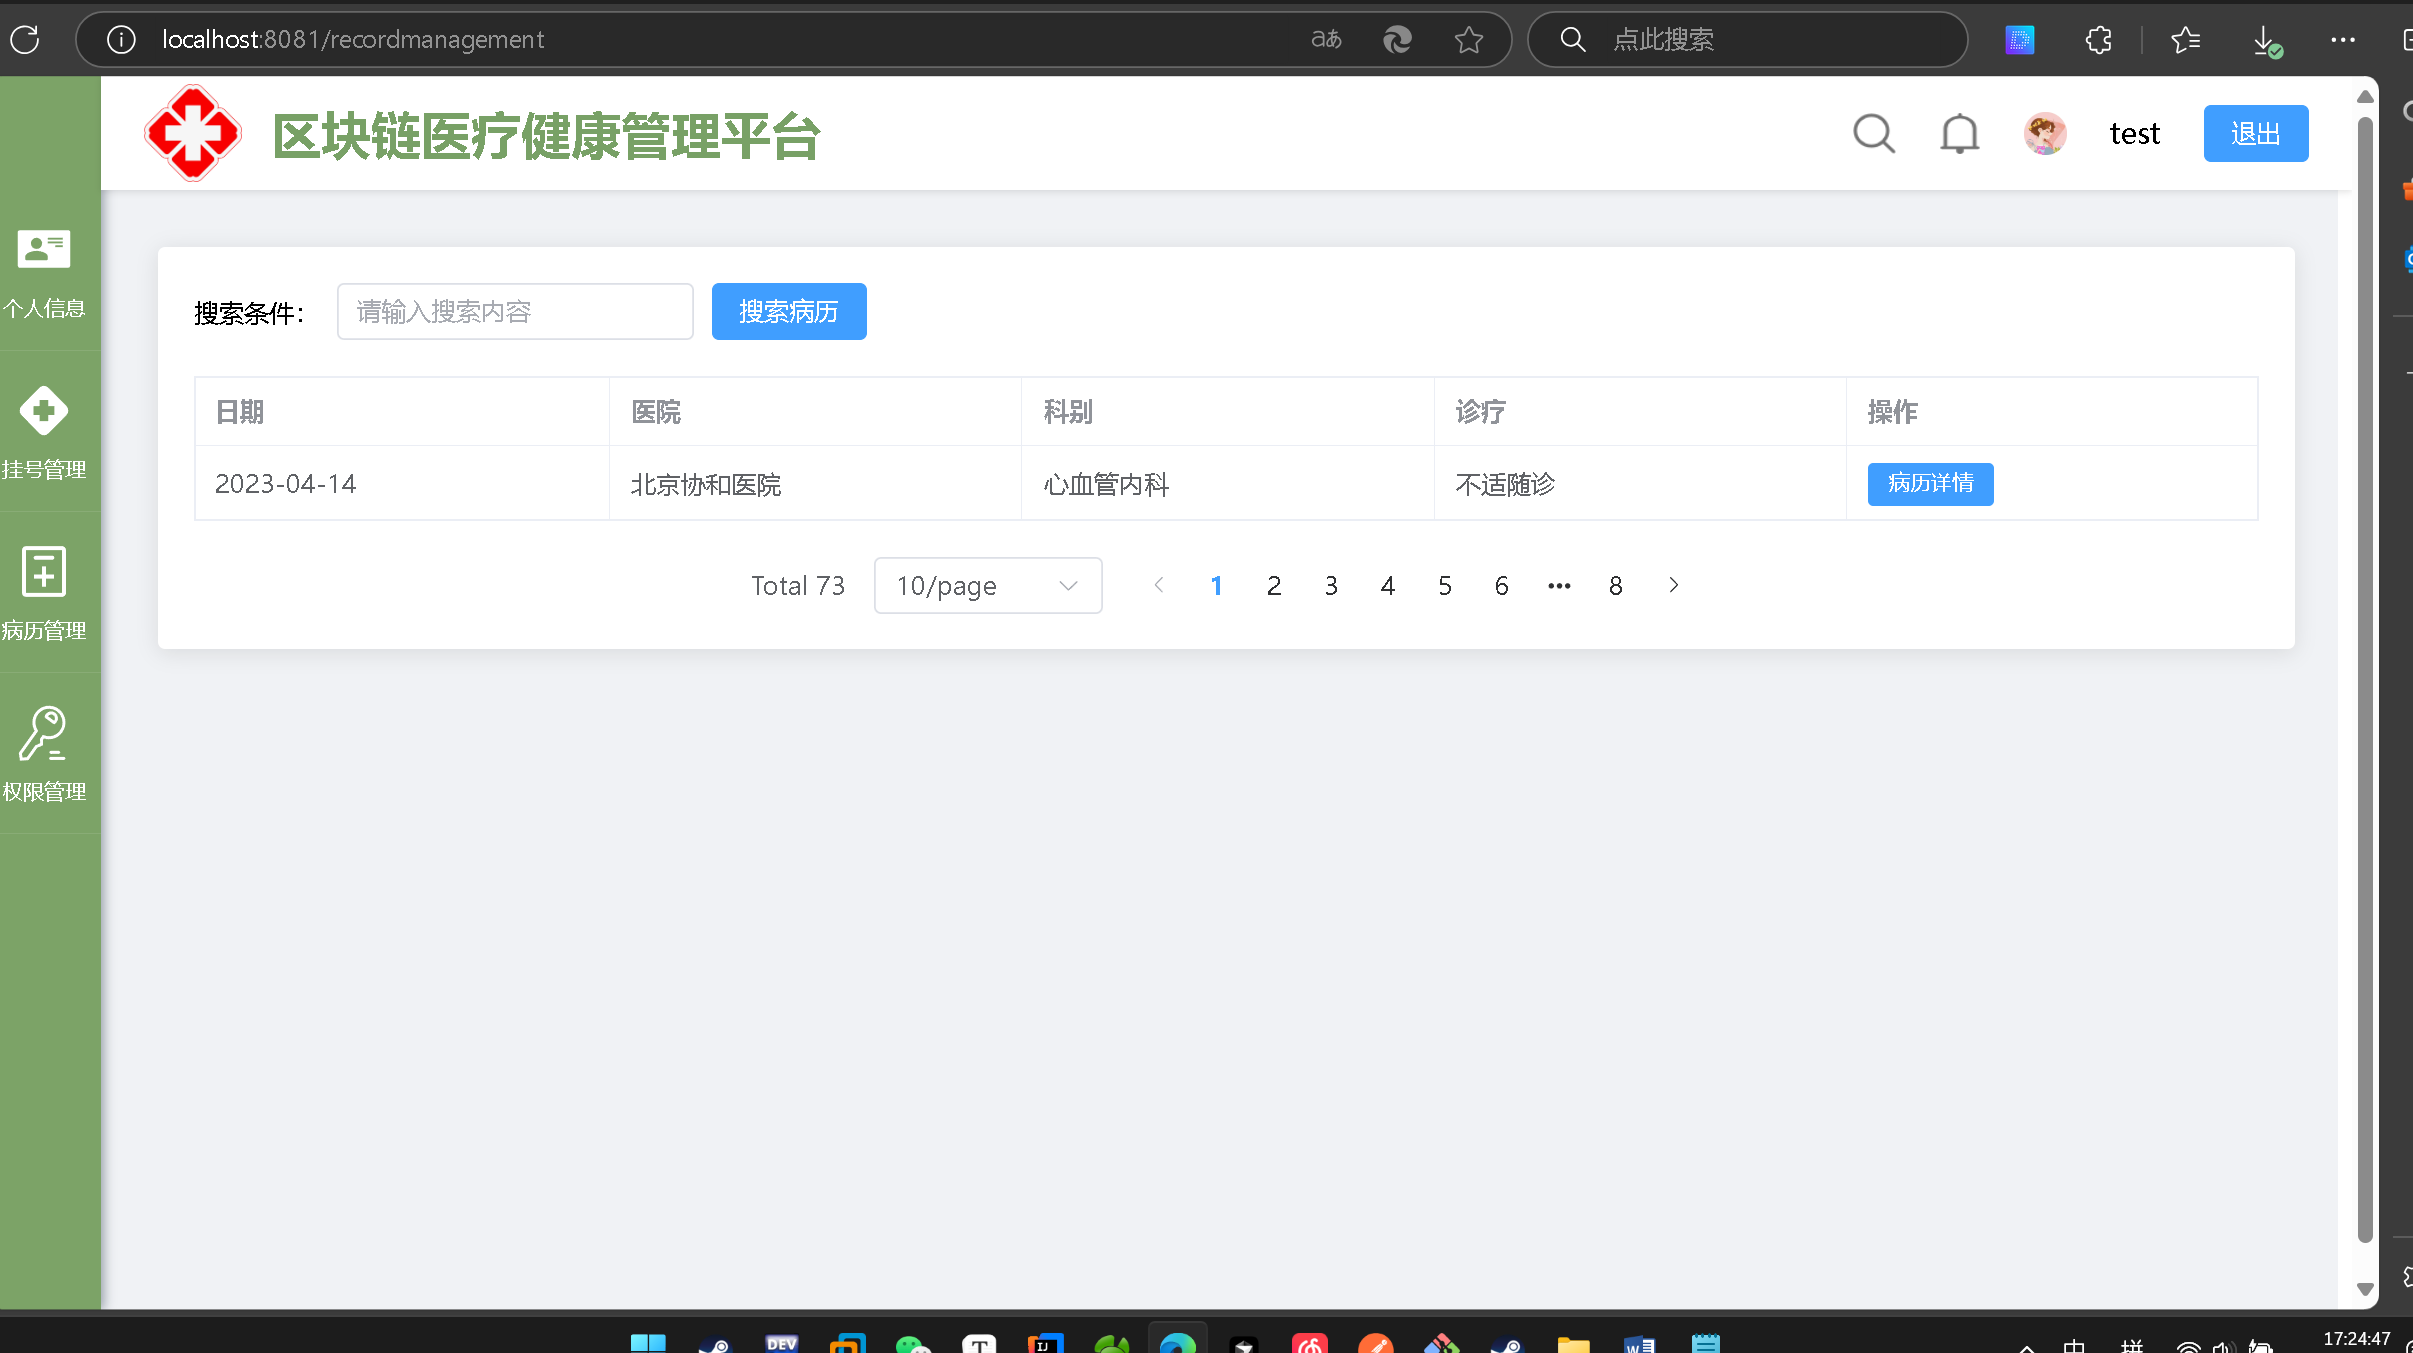 localhost:8081/recordmanagement
aあ
点此搜索
区块链医疗健康管理平台
test
退出
个人信息
挂号管理
病历管理
权限管理
搜索条件：
请输入搜索内容
搜索病历
日期
医院
科别
诊疗
操作
2023-04-14
北京协和医院
心血管内科
不适随诊
病历详情
Total 73
10/page
1 2 3 4 5 6 ••• 8
DEV
T
IJ
W
中
拼
17:24:47